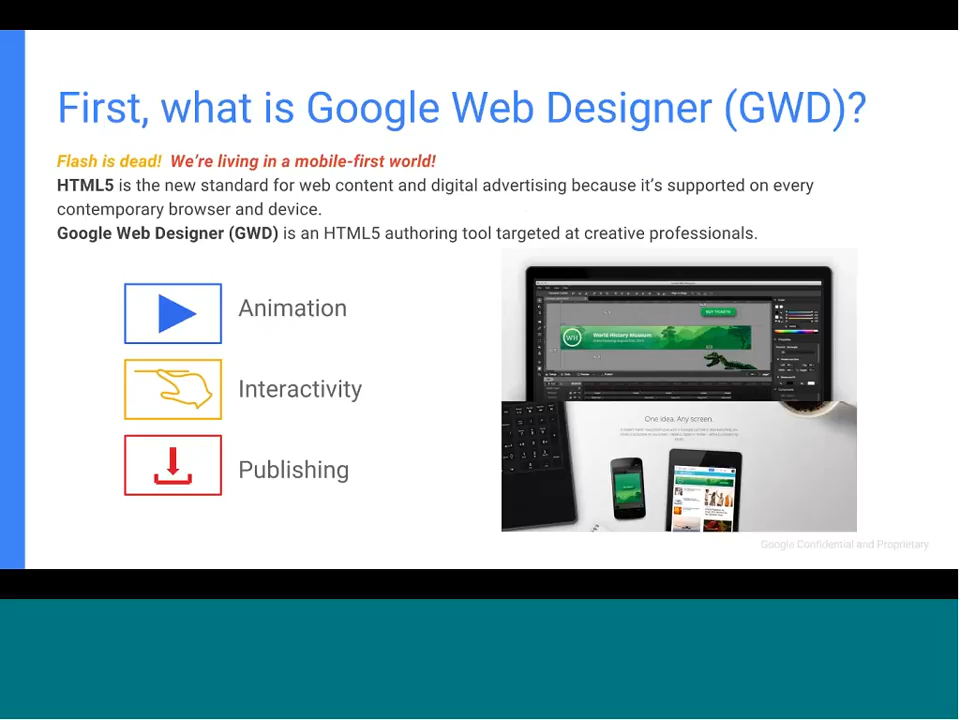 First, what is Google Web Designer (GWD)?
Flash is dead! We're living in a mobile-first world!
HTML5 is the new standard for web content and digital advertising because it's supported on every
contemporary browser and device.
Google Web Designer (GWD) is an HTML5 authoring tool targeted at creative professionals.
Animation
Interactivity
Publishing
BUY TICKETS
WH
World History Museum
One idea. Any screen.
Google Confidential and Proprietary